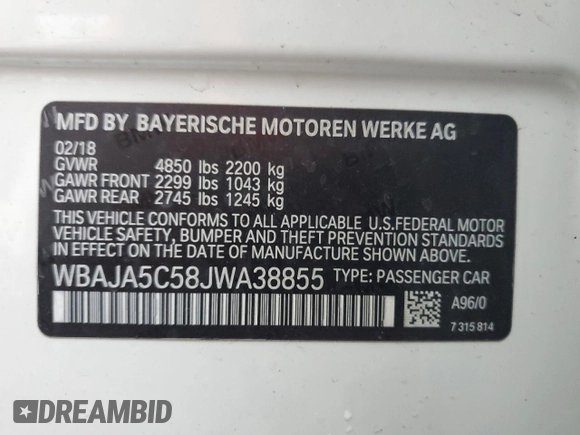 MFD BY BAYERISCHE MOTOREN WERKE AG
02/18
GVWR 4850 lbs 2200 kg
GAWR FRONT 2299 lbs 1043 kg
GAWR REAR 2745 lbs 1245 kg
THIS VEHICLE CONFORMS TO ALL APPLICABLE U.S.FEDERAL MOTOR
VEHICLE SAFETY, BUMPER AND THEFT PREVENTION STANDARDS
IN EFFECT ON THE DATE OF MANUFACTURE SHOWN ABOVE.
WBAJA5C58JWA38855 TYPE: PASSENGER CAR
A96/0
7 315 814
DREAMBID